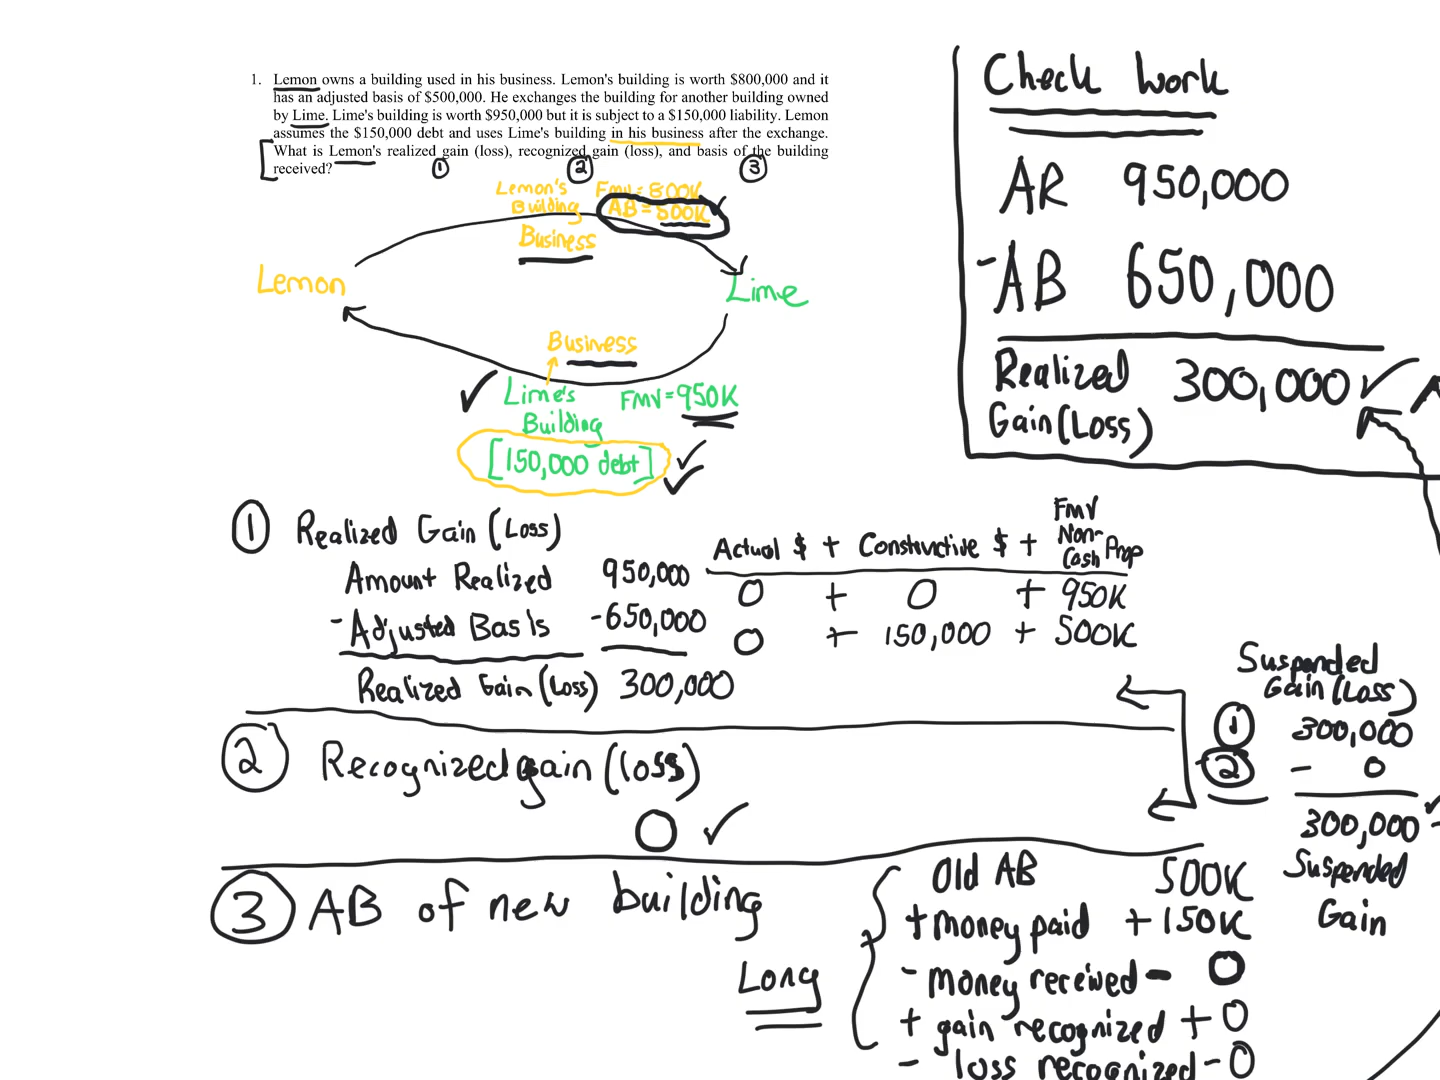 1. Lemon owns a building used in his business. Lemon's building is worth $800,000 and it
has an adjusted basis of $500,000. He exchanges the building for another building owned
by Lime. Lime's building is worth $950,000 but it is subject to a $150,000 liability. Lemon
assumes the $150,000 debt and uses Lime's building in his business after the exchange.
What is Lemon's realized gain (loss), recognized gain (loss), and basis of the building
received?
1 2 3
Lemon's
Building
FMV = 800K
AB = 500K
Business
Lemon
Lime
Business
Lime's
Building
FMV = 950K
[150,000 debt]
Check Work
AR 950,000
- AB 650,000
Realized
Gain (Loss)
300,000
1 Realized Gain (Loss)
Amount Realized 950,000
- Adjusted Basis - 650,000
Realized Gain (Loss) 300,000
Actual $ + Constructive $ + FMV
Non-
Cash Prop
0 + 0 + 950K
0 + 150,000 + 500K
Suspended
Gain (Loss)
1 300,000
- 2 - 0
300,000
Suspended
Gain
2 Recognized gain (loss)
0
3 AB of new building
Long
Old AB 500K
+ money paid + 150K
- money received - 0
+ gain recognized + 0
- loss recognized - 0